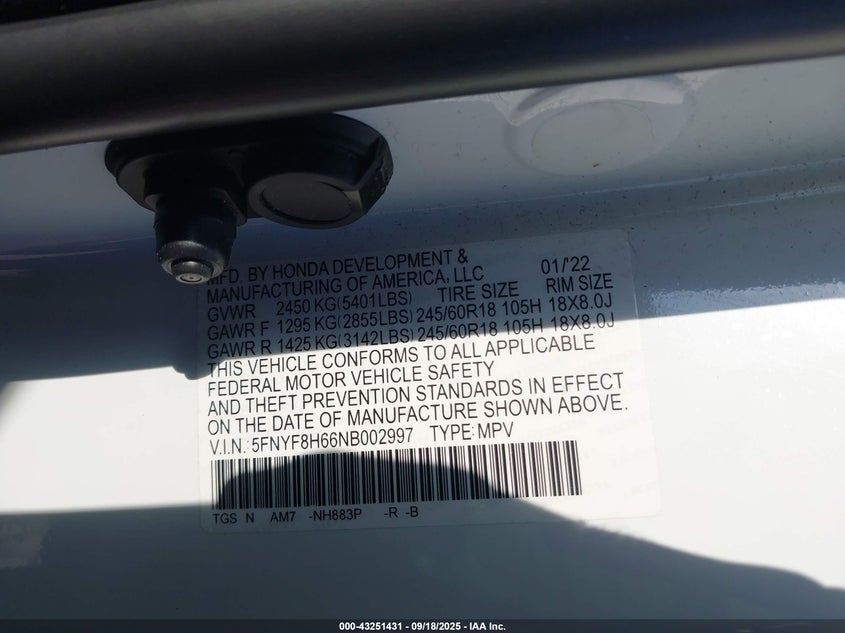 MFD. BY HONDA DEVELOPMENT &
MANUFACTURING OF AMERICA, LLC 01/'22
GVWR 2450 KG(5401LBS) TIRE SIZE RIM SIZE
GAWR F 1295 KG(2855LBS) 245/60R18 105H 18X8.0J
GAWR R 1425 KG(3142LBS) 245/60R18 105H 18X8.0J
THIS VEHICLE CONFORMS TO ALL APPLICABLE
FEDERAL MOTOR VEHICLE SAFETY
AND THEFT PREVENTION STANDARDS IN EFFECT
ON THE DATE OF MANUFACTURE SHOWN ABOVE.
V.I.N.: 5FNYF8H66NB002997 TYPE: MPV
TGS N AM7 -NH883P -R -B
000-43251431 - 09/18/2025 - IAA Inc.